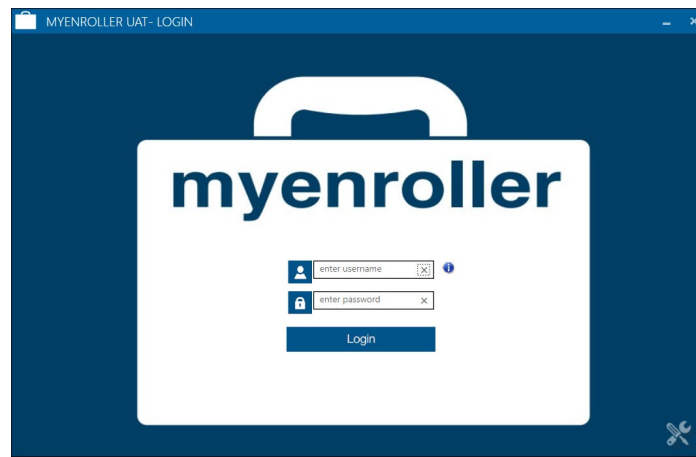 MYENROLLER UAT- LOGIN
myenroller
enter username
enter password
Login